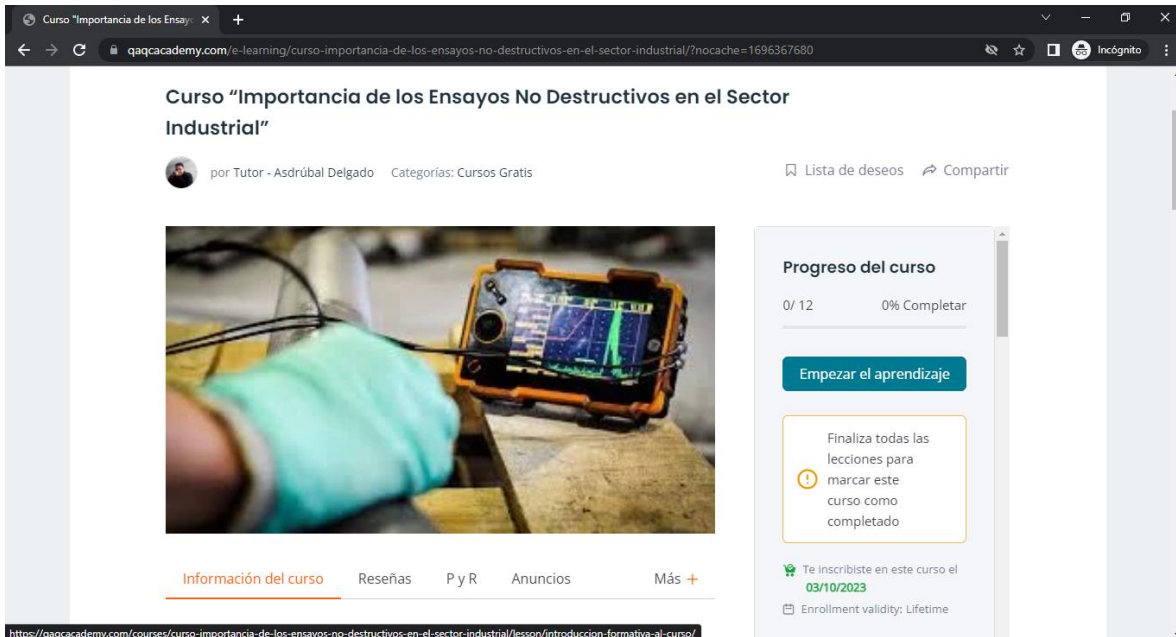 Curso "Importancia de los Ensayo
qaqcacademy.com/e-learning/curso-importancia-de-los-ensayos-no-destructivos-en-el-sector-industrial/?nocache=1696367680
Incógnito
Curso “Importancia de los Ensayos No Destructivos en el Sector
Industrial”
por Tutor - Asdrúbal Delgado Categorías: Cursos Gratis
Lista de deseos
Compartir
Progreso del curso
0/ 12 0% Completar
Empezar el aprendizaje
Finaliza todas las
lecciones para
marcar este
curso como
completado
Te inscribiste en este curso el
03/10/2023
Enrollment validity: Lifetime
Información del curso Reseñas P y R Anuncios Más +
https://qaqcacademy.com/courses/curso-importancia-de-los-ensayos-no-destructivos-en-el-sector-industrial/lesson/introduccion-formativa-al-curso/